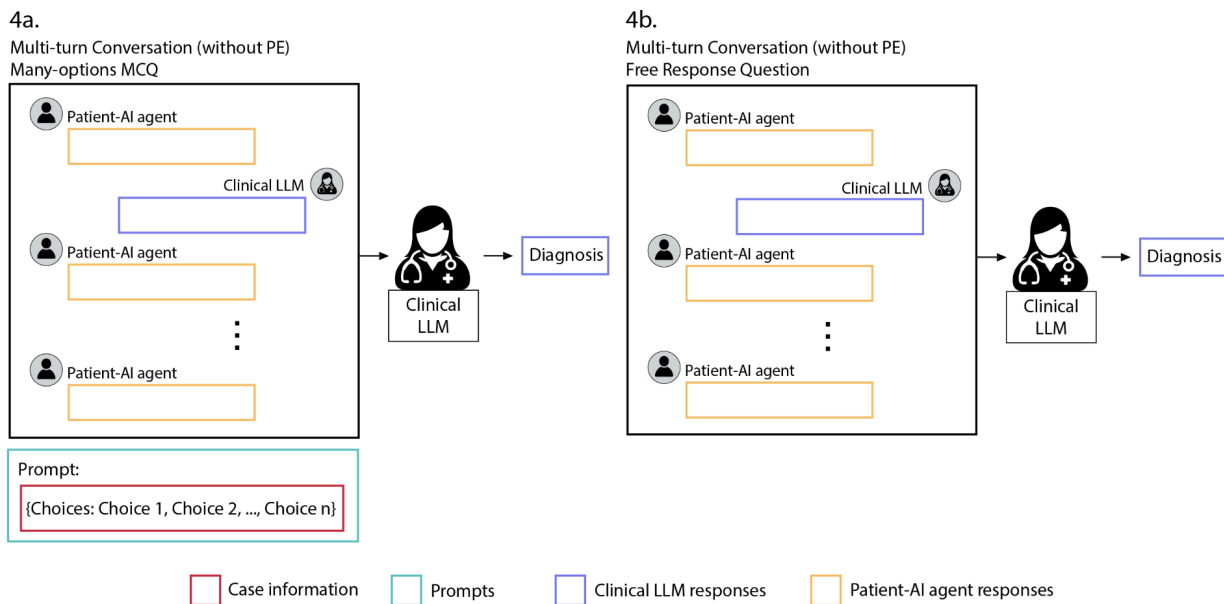 4a.
Multi-turn Conversation (without PE)
Many-options MCQ
Patient-AI agent
Clinical LLM
Patient-AI agent
Patient-AI agent
Clinical
LLM
Diagnosis
Prompt:
{Choices: Choice 1, Choice 2, ..., Choice n}
4b.
Multi-turn Conversation (without PE)
Free Response Question
Patient-AI agent
Clinical LLM
Patient-AI agent
Patient-AI agent
Clinical
LLM
Diagnosis
Case information
Prompts
Clinical LLM responses
Patient-AI agent responses